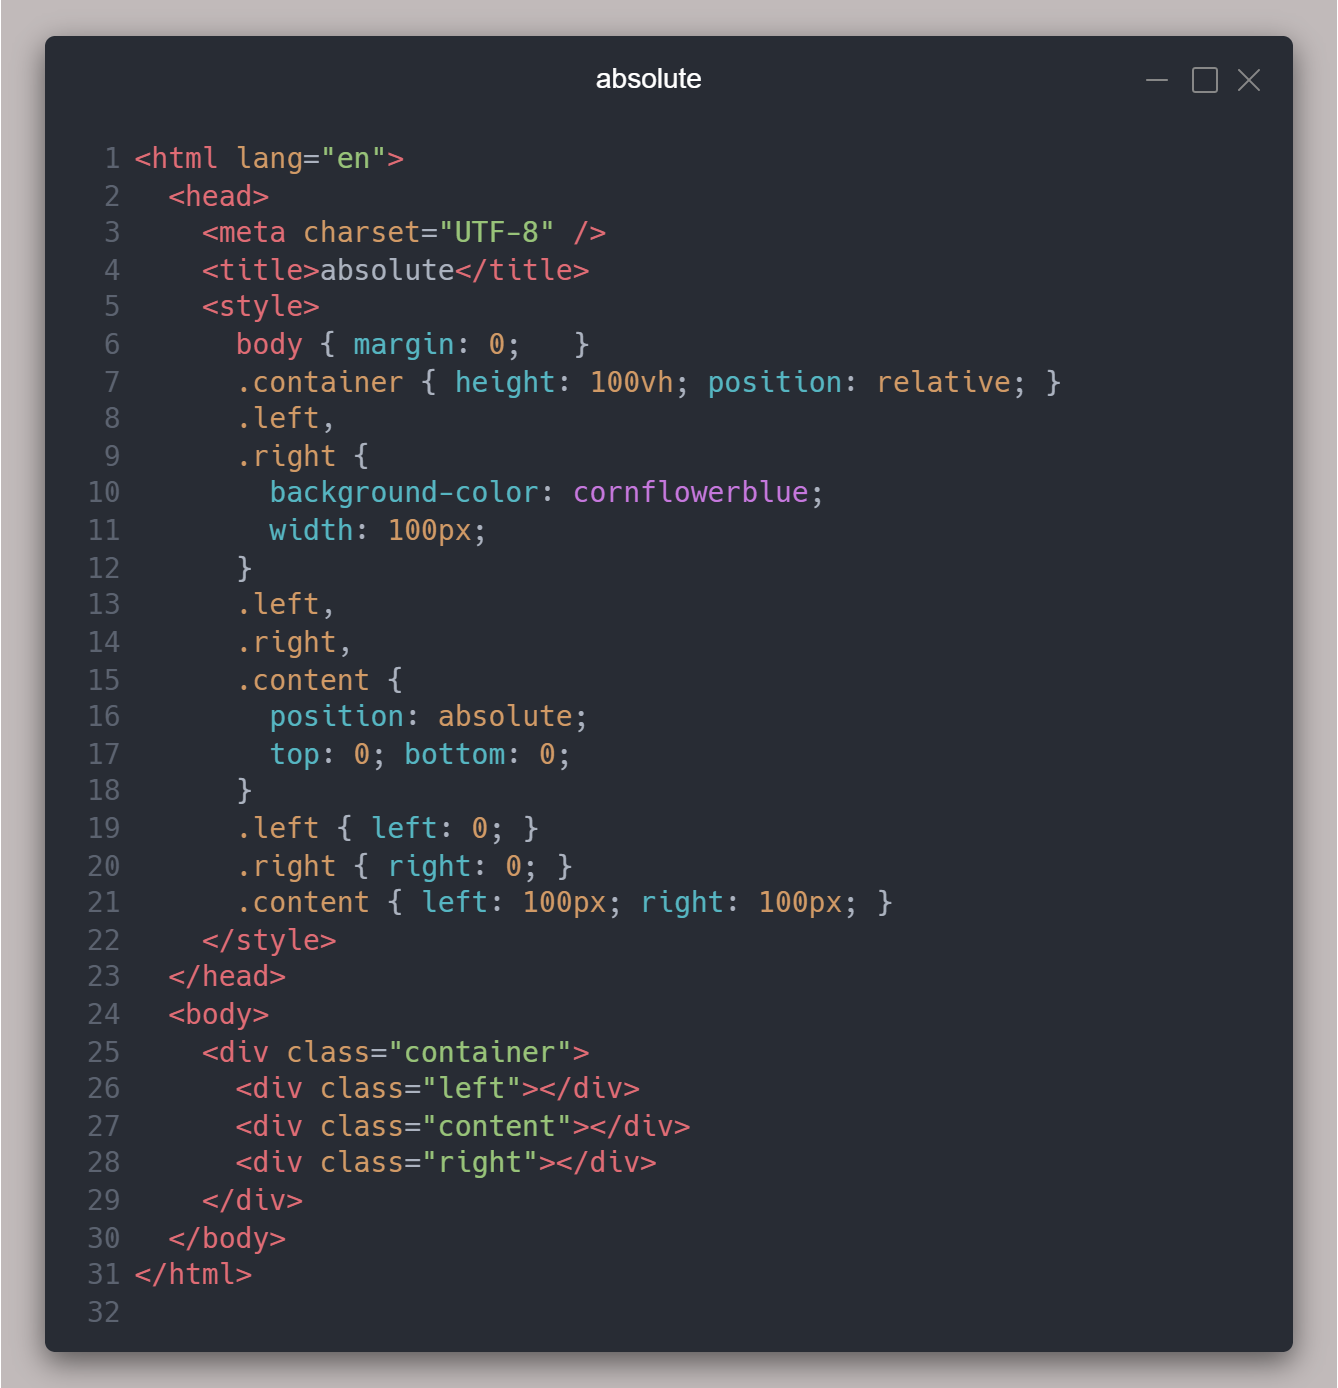 absolute
1 <html lang="en">
2   <head>
3     <meta charset="UTF-8" />
4     <title>absolute</title>
5     <style>
6       body { margin: 0;   }
7       .container { height: 100vh; position: relative; }
8       .left,
9       .right {
10         background-color: cornflowerblue;
11         width: 100px;
12       }
13       .left,
14       .right,
15       .content {
16         position: absolute;
17         top: 0; bottom: 0;
18       }
19       .left { left: 0; }
20       .right { right: 0; }
21       .content { left: 100px; right: 100px; }
22     </style>
23   </head>
24   <body>
25     <div class="container">
26       <div class="left"></div>
27       <div class="content"></div>
28       <div class="right"></div>
29     </div>
30   </body>
31 </html>
32